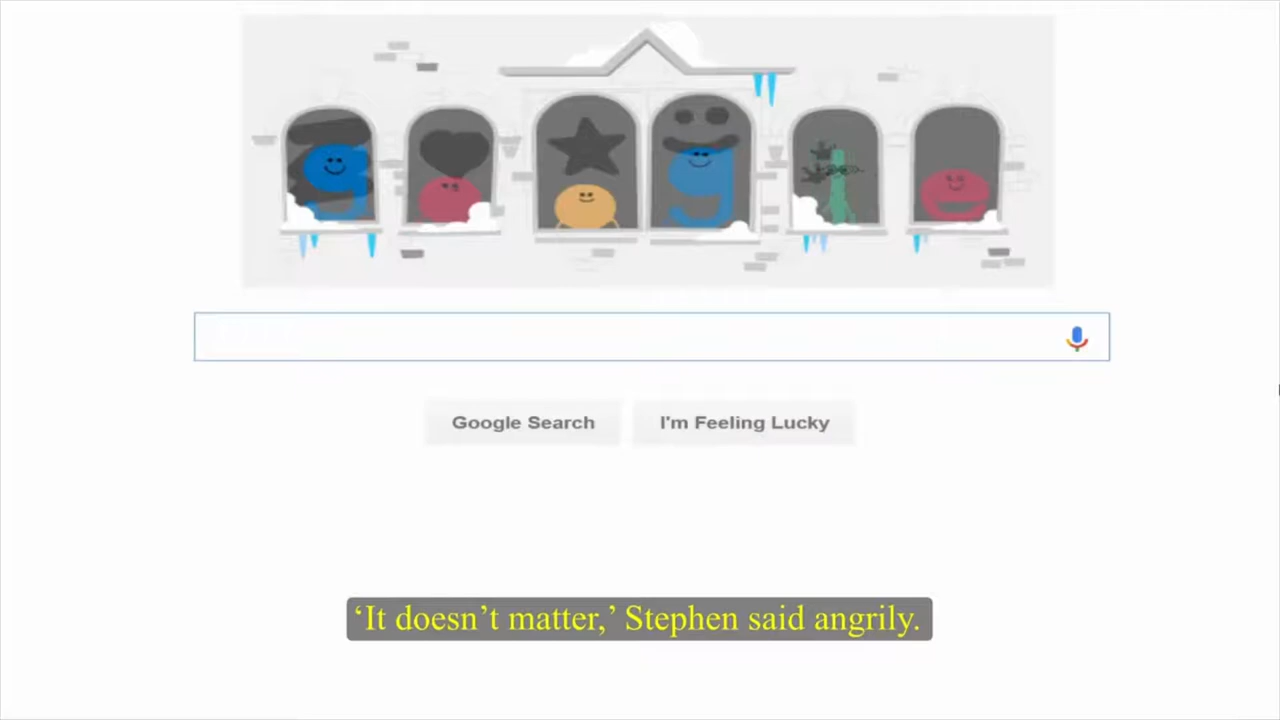 Google Search
I'm Feeling Lucky
‘It doesn’t matter,’ Stephen said angrily.